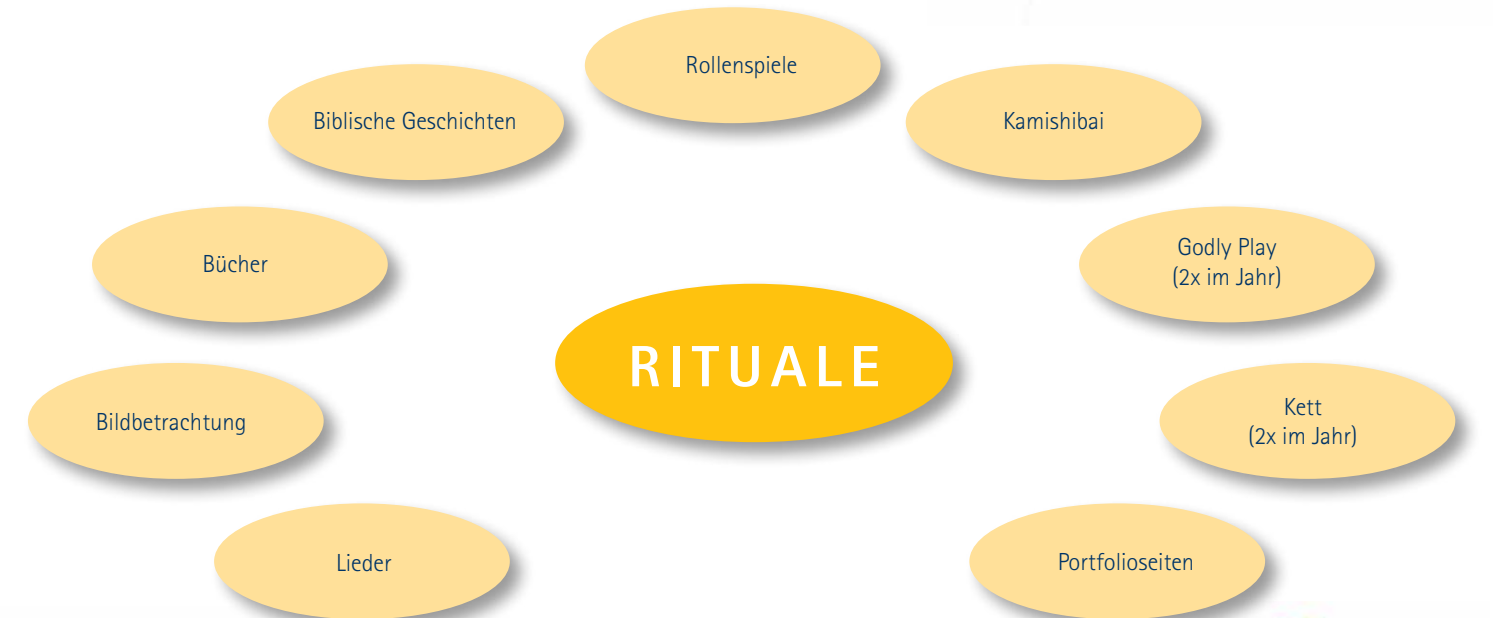 Rollenspiele
Biblische Geschichten
Kamishibai
Bücher
Godly Play
(2x im Jahr)
RITUALE
Bildbetrachtung
Kett
(2x im Jahr)
Lieder
Portfolioseiten